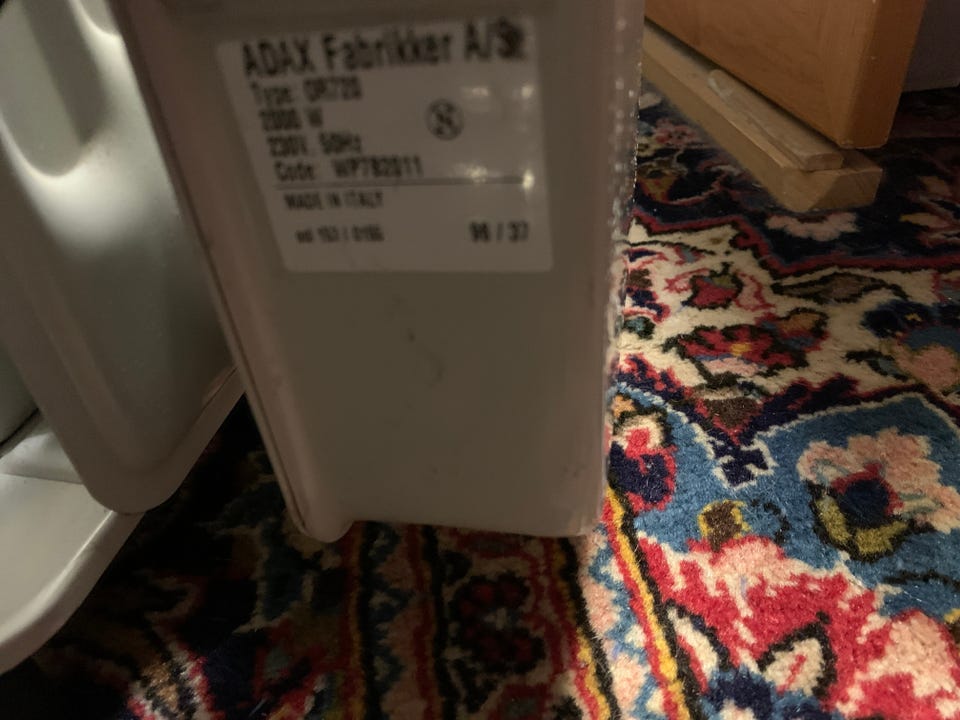 ADAX Fabrikker A/S
Type: OR720
2000 W
230V, 50Hz
Code: WP782011
MADE IN ITALY
96 / 37